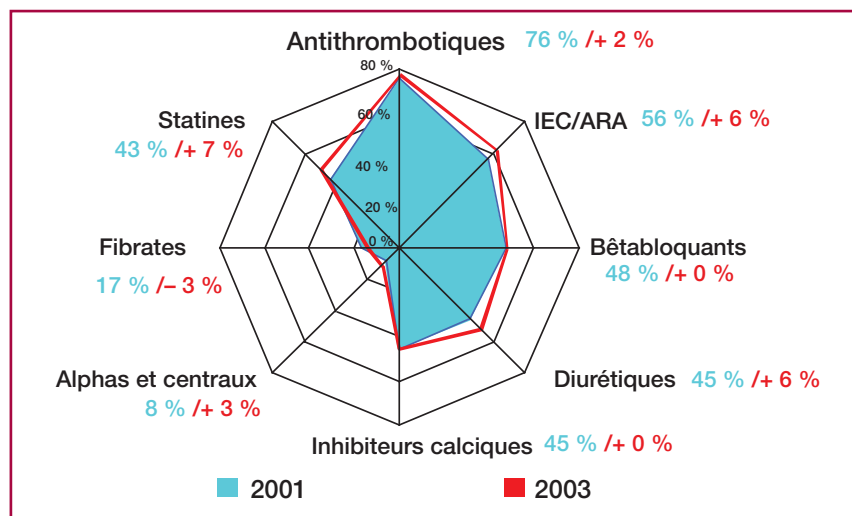 Antithrombotiques 76 % /+ 2 %
80 %
60 %
40 %
20 %
0 %
IEC/ARA 56 % /+ 6 %
Bêtabloquants
48 % /+ 0 %
Diurétiques 45 % /+ 6 %
Inhibiteurs calciques 45 % /+ 0 %
Alphas et centraux
8 % /+ 3 %
Fibrates
17 % /– 3 %
Statines
43 % /+ 7 %
2001
2003